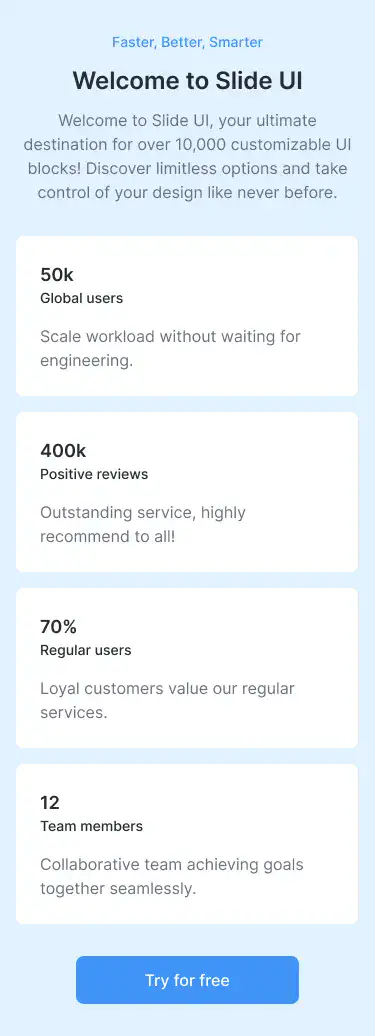 Faster, Better, Smarter
Welcome to Slide UI
Welcome to Slide UI, your ultimate
destination for over 10,000 customizable UI
blocks! Discover limitless options and take
control of your design like never before.
50k
Global users
Scale workload without waiting for
engineering.
400k
Positive reviews
Outstanding service, highly
recommend to all!
70%
Regular users
Loyal customers value our regular
services.
12
Team members
Collaborative team achieving goals
together seamlessly.
Try for free